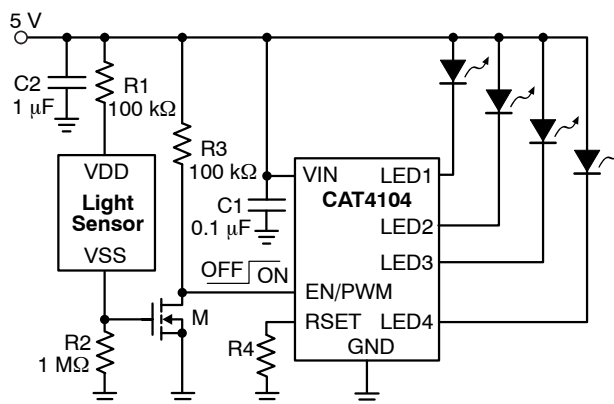 5 V
C2
1 μF
R1
100 kΩ
R3
100 kΩ
VDD
Light
Sensor
VSS
C1
0.1 μF
VIN
LED1
CAT4104
LED2
LED3
OFF
ON
EN/PWM
RSET
LED4
GND
M
R2
1 MΩ
R4